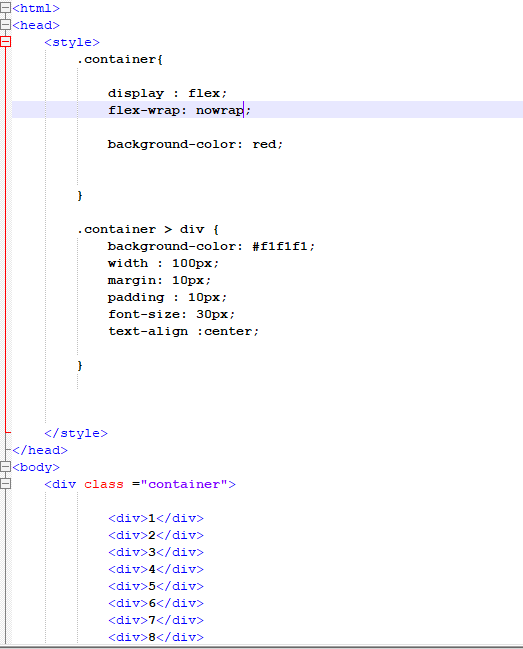 <html>
<head>
<style>
.container{
display : flex;
flex-wrap: nowrap;
background-color: red;
}
.container > div {
background-color: #f1f1f1;
width : 100px;
margin: 10px;
padding : 10px;
font-size: 30px;
text-align :center;
}
</style>
</head>
<body>
<div class ="container">
<div>1</div>
<div>2</div>
<div>3</div>
<div>4</div>
<div>5</div>
<div>6</div>
<div>7</div>
<div>8</div>